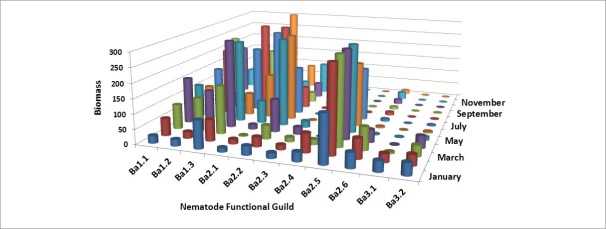 300
250
200
150
100
50
0
Biomass
Ba1.1
Ba1.2
Ba1.3
Ba2.1
Ba2.2
Ba2.3
Ba2.4
Ba2.5
Ba2.6
Ba3.1
Ba3.2
Nematode Functional Guild
November
September
July
May
March
January